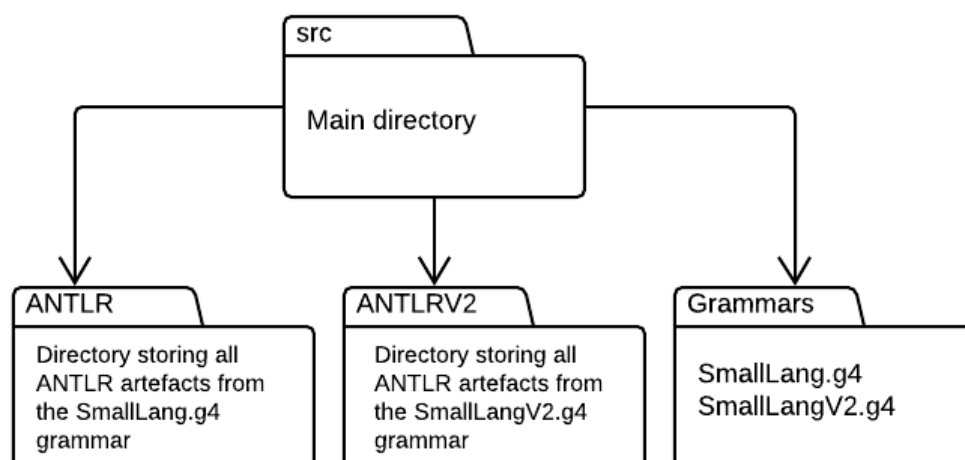 src
Main directory
ANTLR
Directory storing all
ANTLR artefacts from
the SmallLang.g4
grammar
ANTLRV2
Directory storing all
ANTLR artefacts from
the SmallLangV2.g4
grammar
Grammars
SmallLang.g4
SmallLangV2.g4